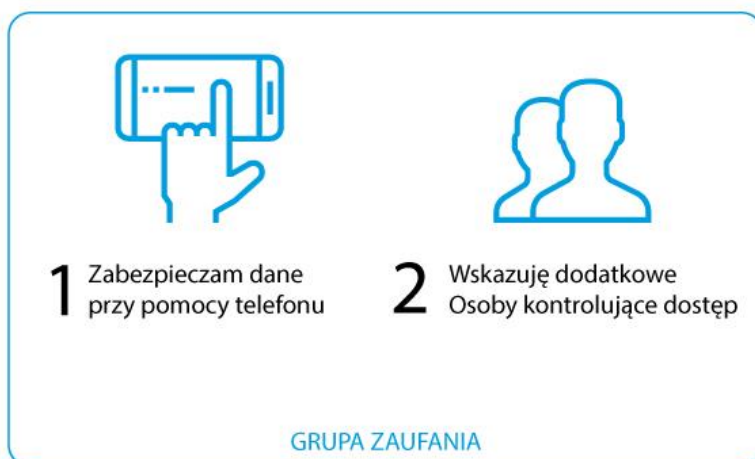 1 Zabezpieczam dane
przy pomocy telefonu
2 Wskazuję dodatkowe
Osoby kontrolujące dostęp
GRUPA ZAUFANIA